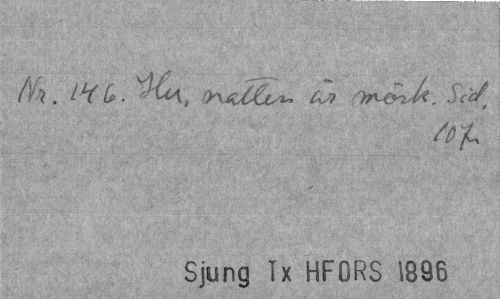 Nr. 146. Hu, natten är mörk. Sid.
107.
Sjung Tx HFORS 1896